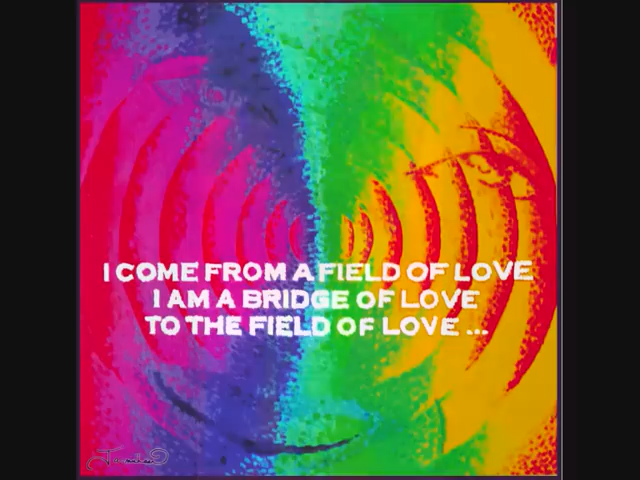 I COME FROM A FIELD OF LOVE
I AM A BRIDGE OF LOVE
TO THE FIELD OF LOVE ...